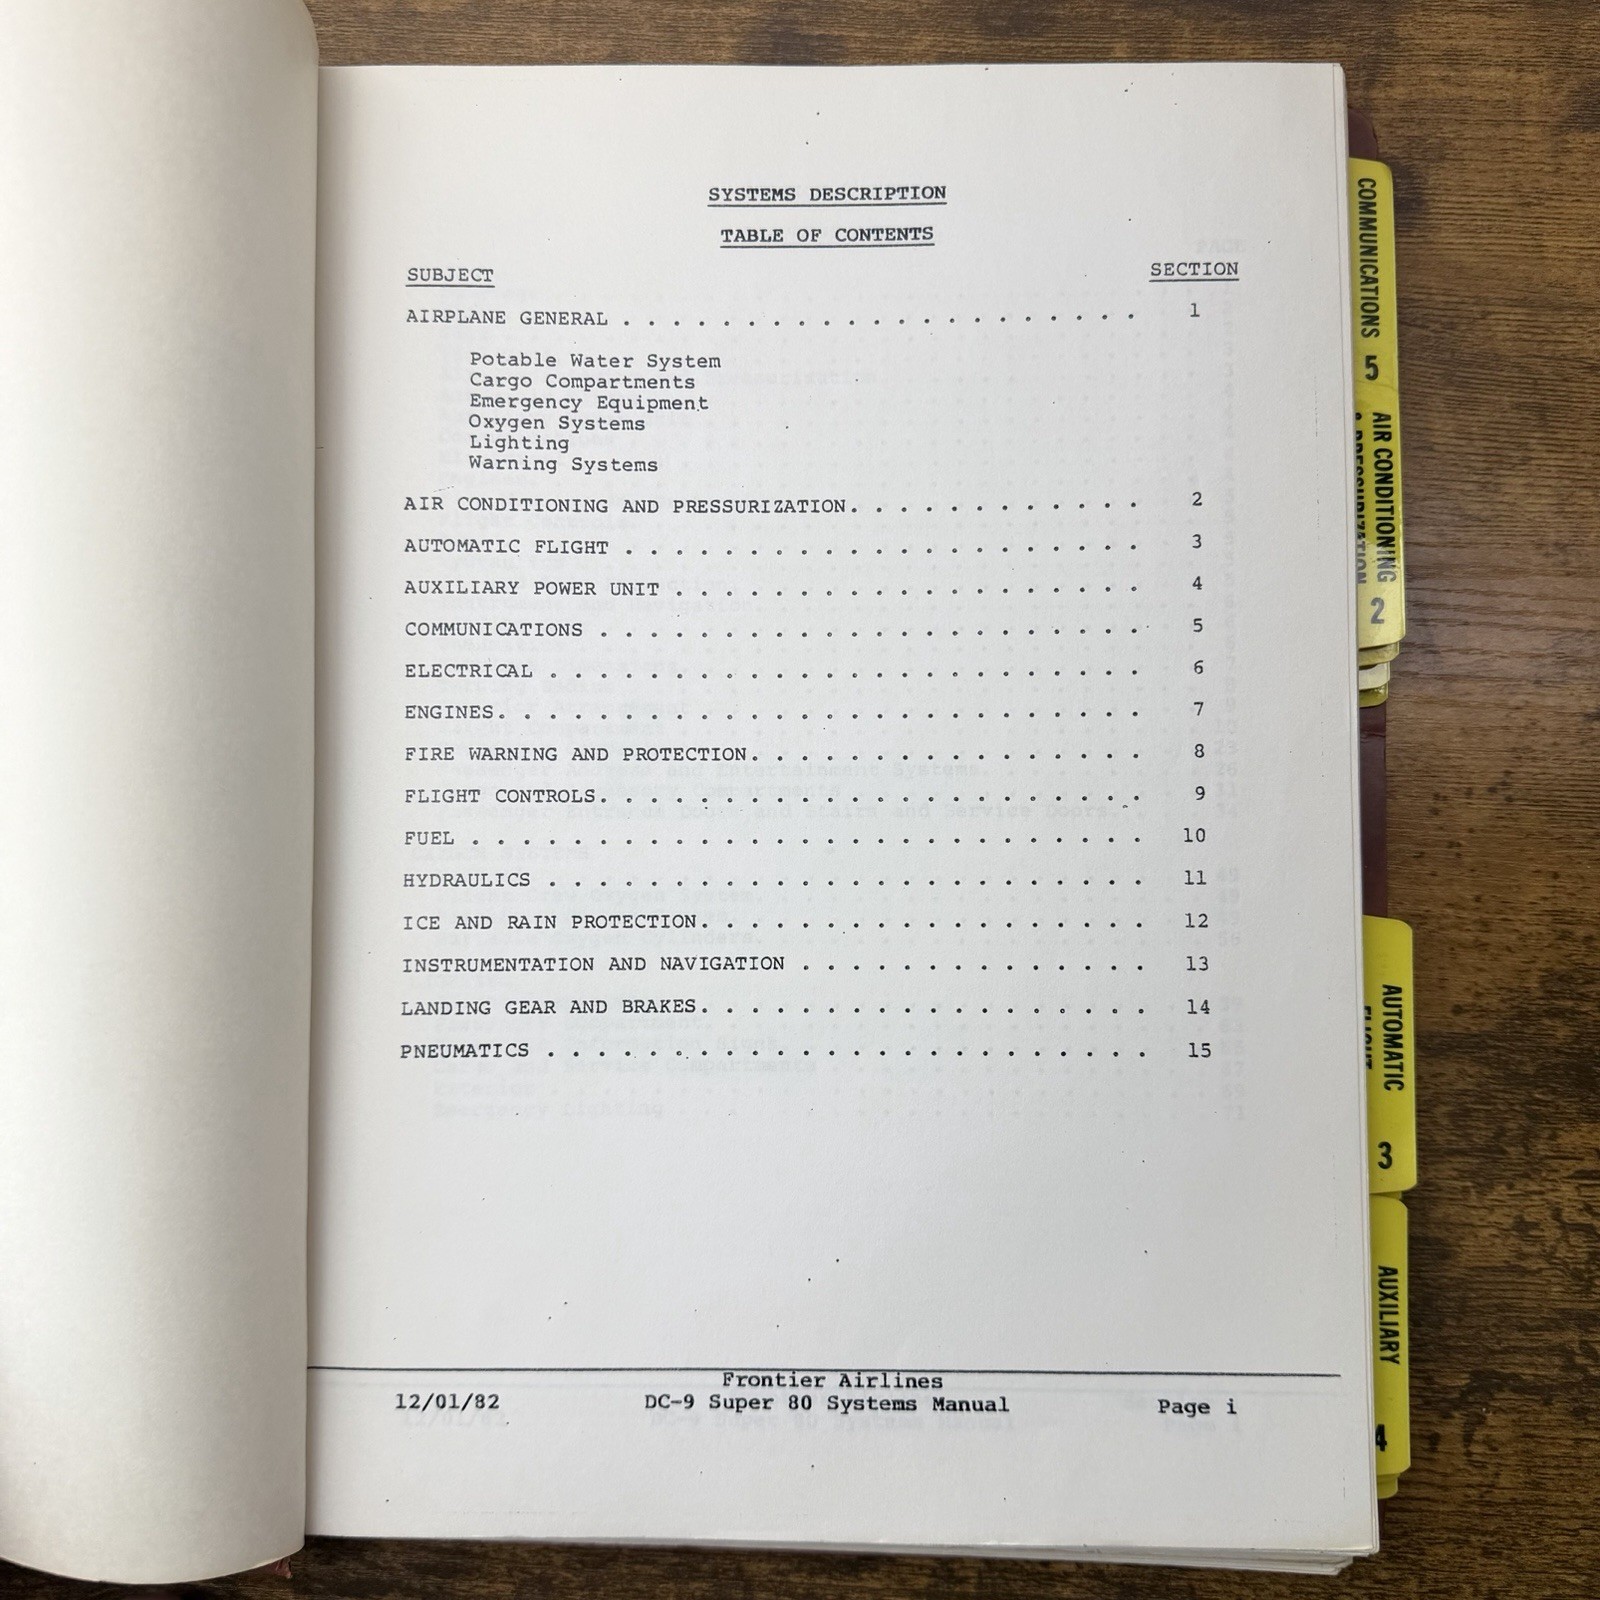 SYSTEMS DESCRIPTION
TABLE OF CONTENTS
SUBJECT SECTION
AIRPLANE GENERAL . . . . . . . . . . . . . . . . . . . . . 1
Potable Water System
Cargo Compartments
Emergency Equipment
Oxygen Systems
Lighting
Warning Systems
AIR CONDITIONING AND PRESSURIZATION. . . . . . . . . . . . 2
AUTOMATIC FLIGHT . . . . . . . . . . . . . . . . . . . . . 3
AUXILIARY POWER UNIT . . . . . . . . . . . . . . . . . . . 4
COMMUNICATIONS . . . . . . . . . . . . . . . . . . . . . . 5
ELECTRICAL . . . . . . . . . . . . . . . . . . . . . . . . 6
ENGINES. . . . . . . . . . . . . . . . . . . . . . . . . . 7
FIRE WARNING AND PROTECTION. . . . . . . . . . . . . . . . 8
FLIGHT CONTROLS. . . . . . . . . . . . . . . . . . . . . . 9
FUEL . . . . . . . . . . . . . . . . . . . . . . . . . . . 10
HYDRAULICS . . . . . . . . . . . . . . . . . . . . . . . . 11
ICE AND RAIN PROTECTION. . . . . . . . . . . . . . . . . . 12
INSTRUMENTATION AND NAVIGATION . . . . . . . . . . . . . . 13
LANDING GEAR AND BRAKES. . . . . . . . . . . . . . . . . . 14
PNEUMATICS . . . . . . . . . . . . . . . . . . . . . . . . 15
Frontier Airlines
12/01/82 DC-9 Super 80 Systems Manual Page i
COMMUNICATIONS 5
AIR CONDITIONING
& PRESSURIZATION 2
AUTOMATIC
FLIGHT 3
AUXILIARY
4